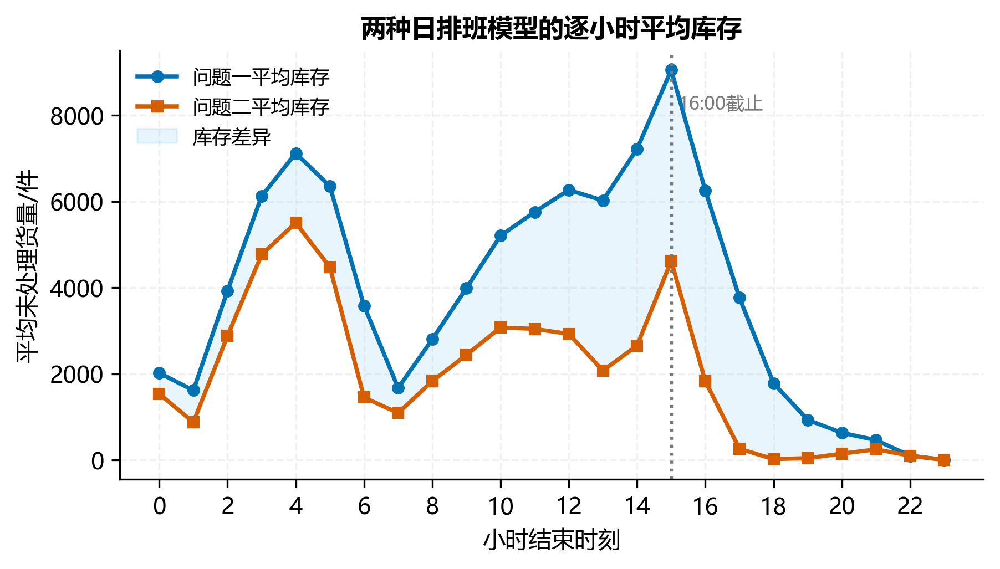 两种日排班模型的逐小时平均库存
问题一平均库存
问题二平均库存
库存差异
16:00截止
平均未处理货量/件
8000
6000
4000
2000
0
0 2 4 6 8 10 12 14 16 18 20 22
小时结束时刻